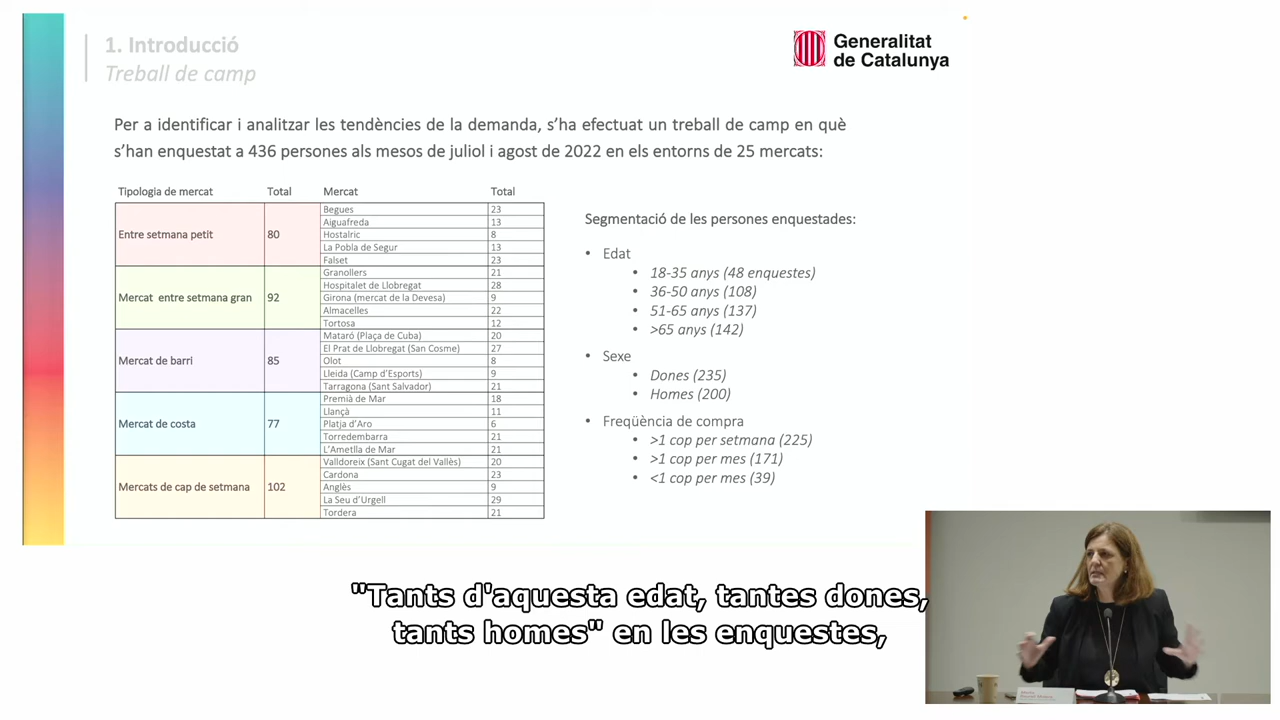 1. Introducció
Treball de camp
Generalitat
de Catalunya
Per a identificar i analitzar les tendències de la demanda, s'ha efectuat un treball de camp en què
s'han enquestat a 436 persones als mesos de juliol i agost de 2022 en els entorns de 25 mercats:
Tipologia de mercat Total Mercat Total
Entre setmana petit 80
Begues 23
Aiguafreda 13
Hostalric 8
La Pobla de Segur 13
Falset 23
Mercat entre setmana gran 92
Granollers 21
Hospitalet de Llobregat 28
Girona (mercat de la Devesa) 9
Almacelles 22
Tortosa 12
Mercat de barri 85
Mataró (Plaça de Cuba) 20
El Prat de Llobregat (San Cosme) 27
Olot 8
Lleida (Camp d'Esports) 9
Tarragona (Sant Salvador) 21
Mercat de costa 77
Premià de Mar 18
Llançà 11
Platja d'Aro 6
Torredembarra 21
L'Ametlla de Mar 21
Mercats de cap de setmana 102
Valldoreix (Sant Cugat del Vallès) 20
Cardona 23
Anglès 9
La Seu d'Urgell 29
Tordera 21
Segmentació de les persones enquestades:
• Edat
• 18-35 anys (48 enquestes)
• 36-50 anys (108)
• 51-65 anys (137)
• >65 anys (142)
• Sexe
• Dones (235)
• Homes (200)
• Freqüència de compra
• >1 cop per setmana (225)
• >1 cop per mes (171)
• <1 cop per mes (39)
"Tants d'aquesta edat, tantes dones,
tants homes" en les enquestes,